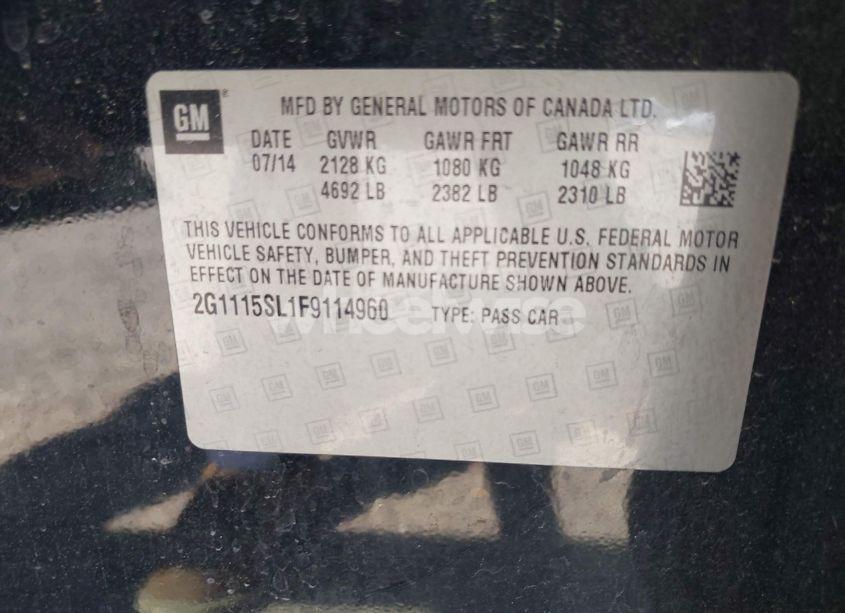 GM
MFD BY GENERAL MOTORS OF CANADA LTD.
DATE GVWR GAWR FRT GAWR RR
07/14 2128 KG 1080 KG 1048 KG
4692 LB 2382 LB 2310 LB
THIS VEHICLE CONFORMS TO ALL APPLICABLE U.S. FEDERAL MOTOR
VEHICLE SAFETY, BUMPER, AND THEFT PREVENTION STANDARDS IN
EFFECT ON THE DATE OF MANUFACTURE SHOWN ABOVE.
2G1115SL1F9114960 TYPE: PASS CAR